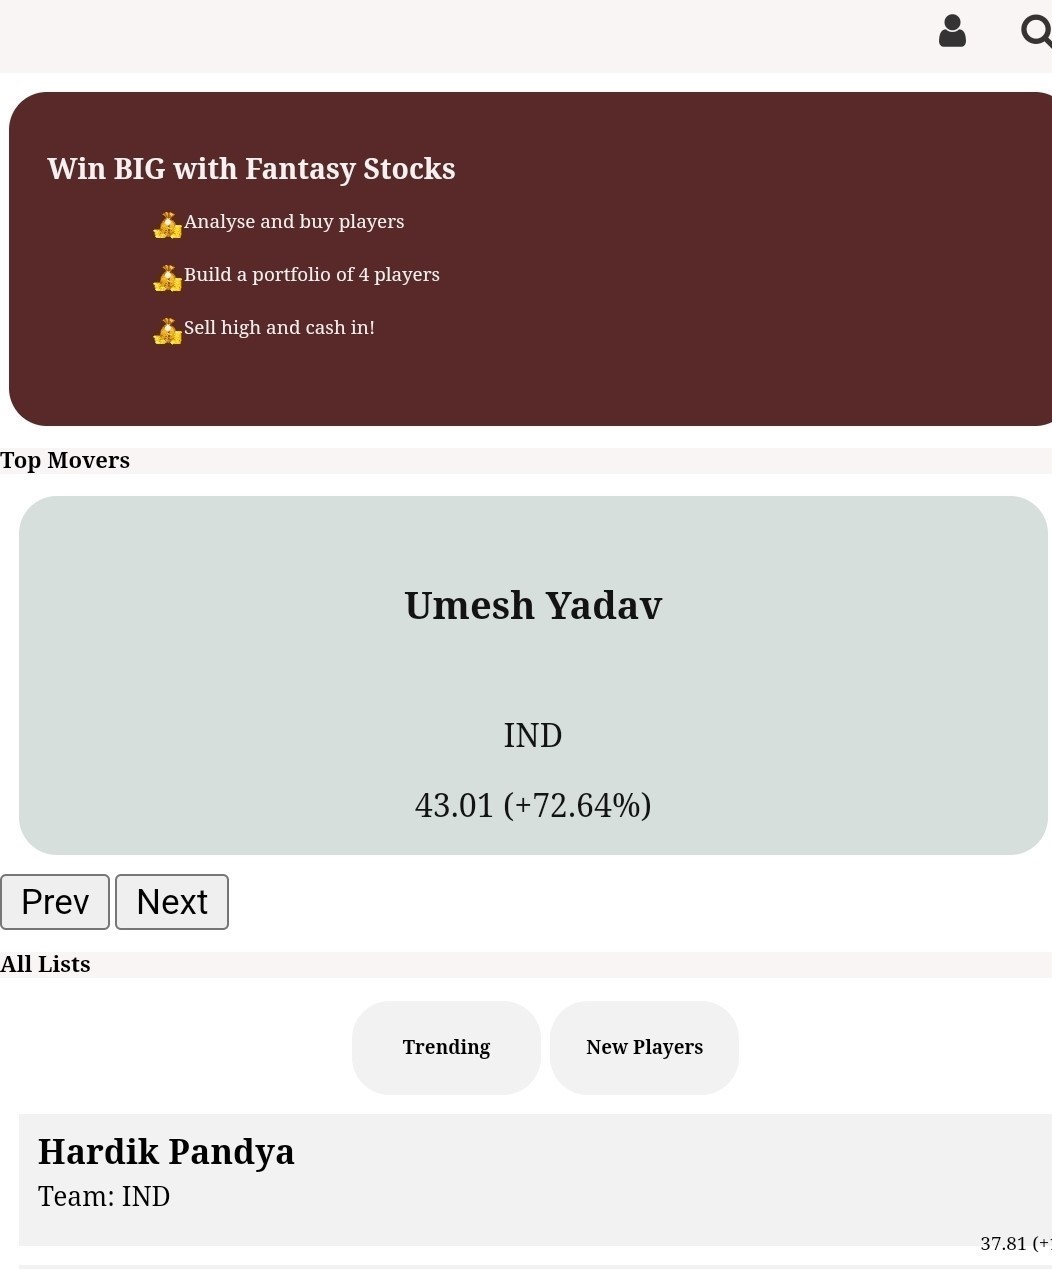 Win BIG with Fantasy Stocks
Analyse and buy players
Build a portfolio of 4 players
Sell high and cash in!
Top Movers
Umesh Yadav
IND
43.01 (+72.64%)
Prev Next
All Lists
Trending New Players
Hardik Pandya
Team: IND
37.81 (+